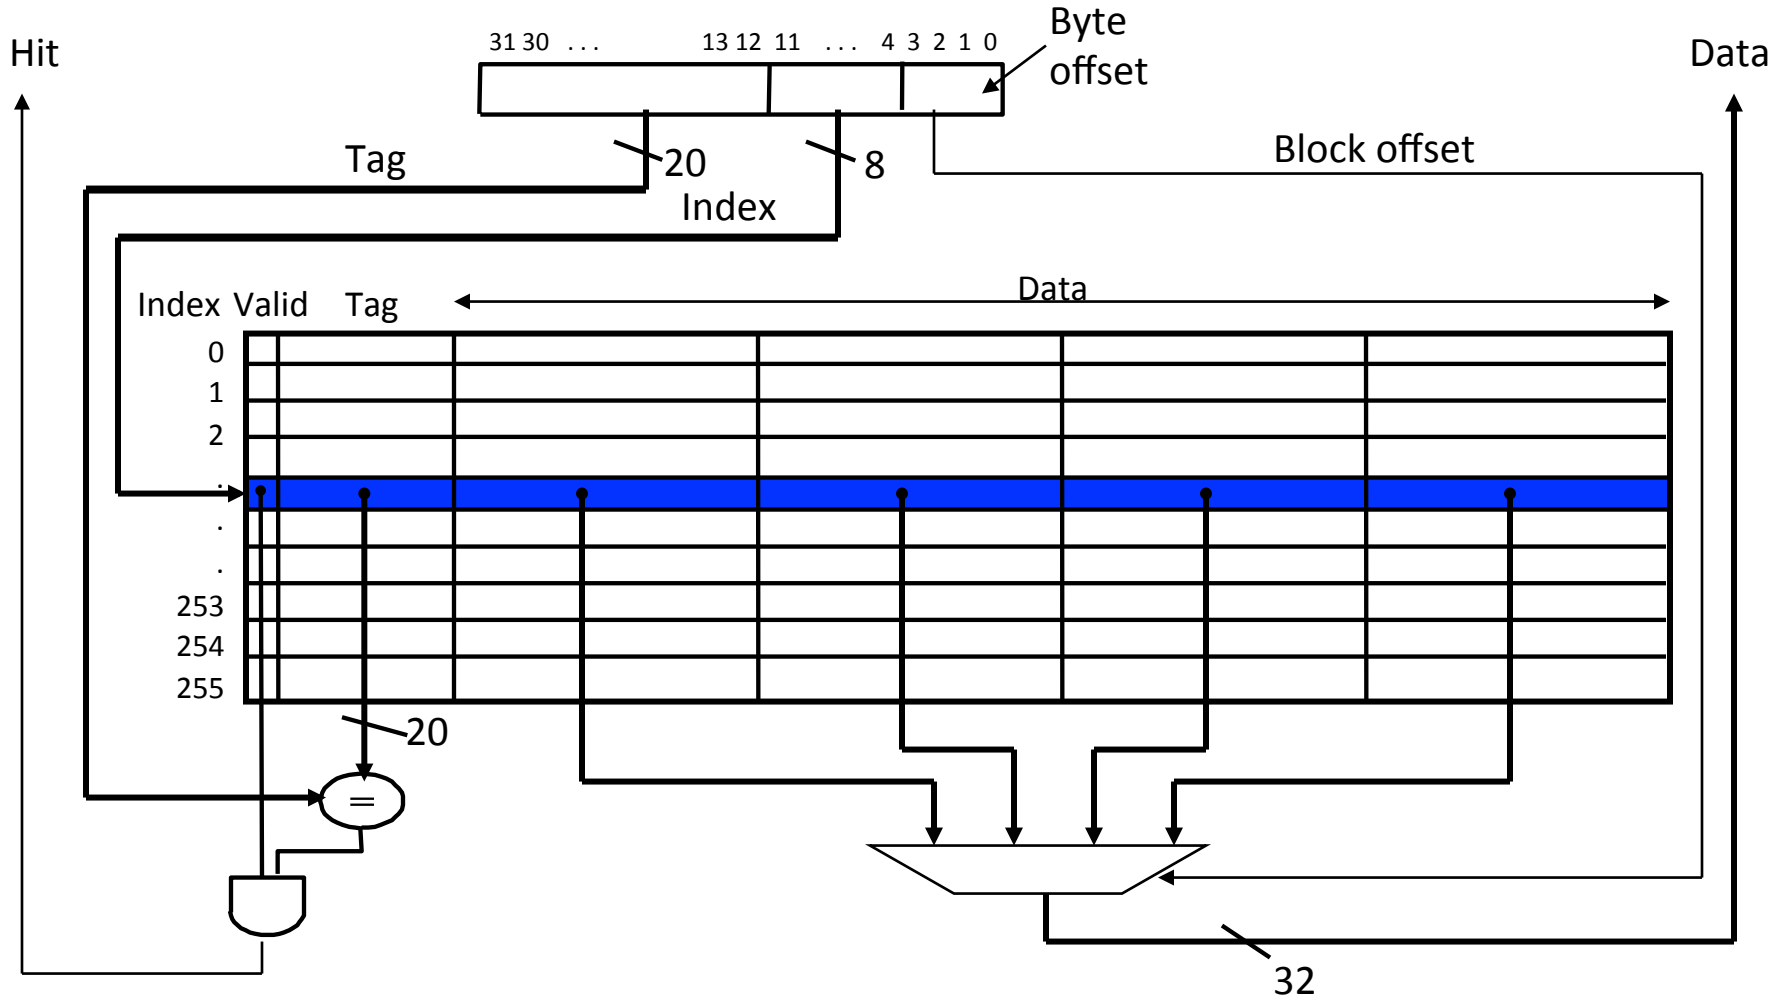 Hit
31 30 . . . 13 12 11 . . . 4 3 2 1 0
Byte
offset
Data
Tag
20
8
Block offset
Index
Index Valid Tag
Data
0
1
2
.
.
.
253
254
255
20
=
32